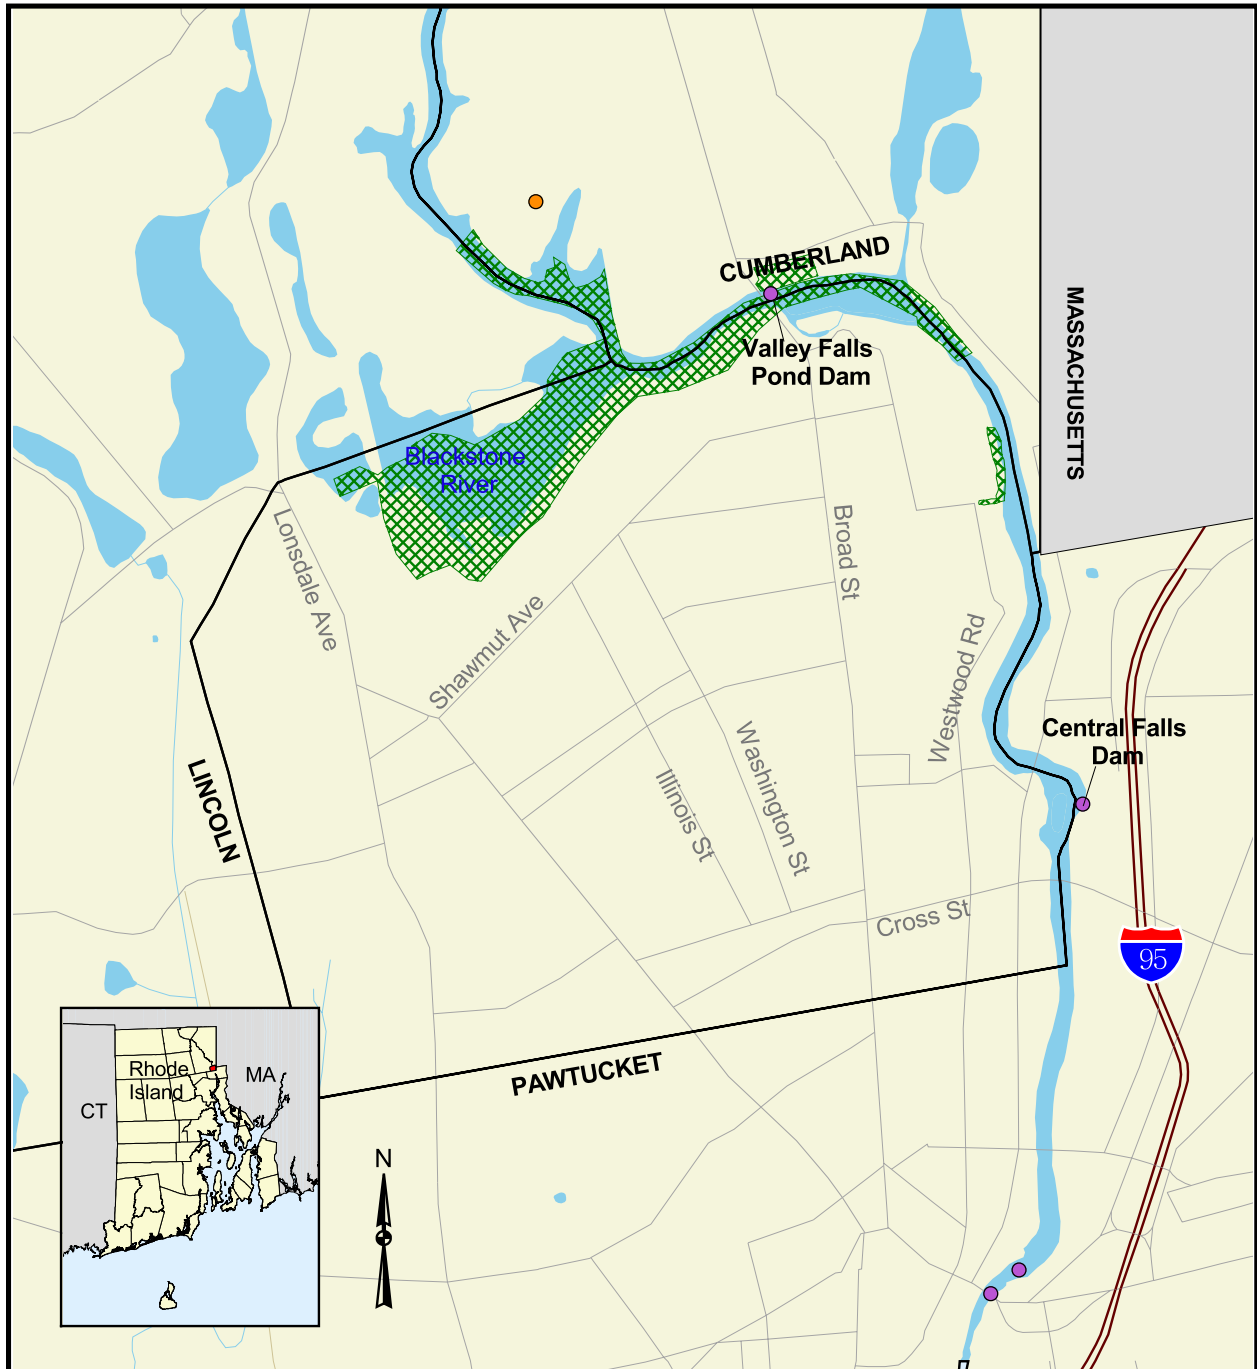 CUMBERLAND
MASSACHUSETTS
Valley Falls
Pond Dam
Blackstone
River
Lonsdale Ave
Broad St
Shawmut Ave
Westwood Rd
Central Falls
Dam
Washington St
LINCOLN
Illinois St
Cross St
95
PAWTUCKET
Rhode
Island
MA
CT
N